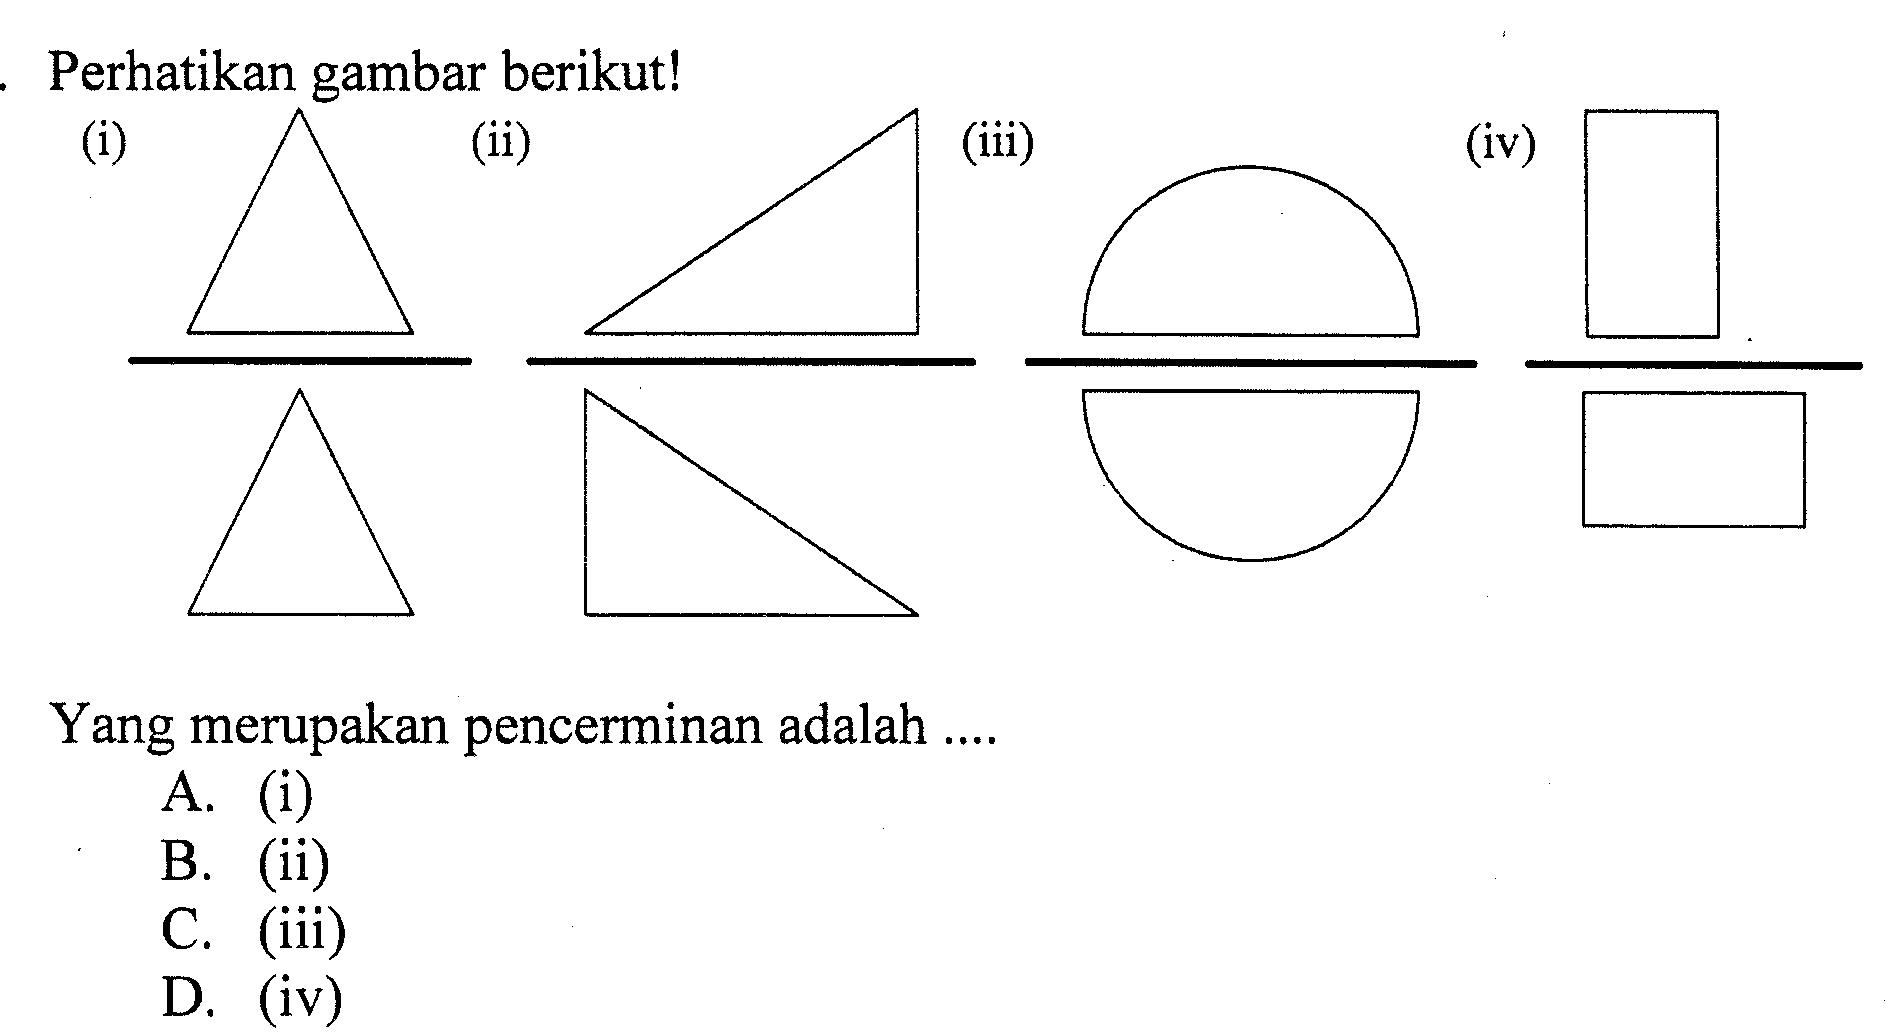 . Perhatikan gambar berikut!
(i) (ii) (iii) (iv)
Yang merupakan pencerminan adalah ....
A. (i)
B. (ii)
C. (iii)
D. (iv)